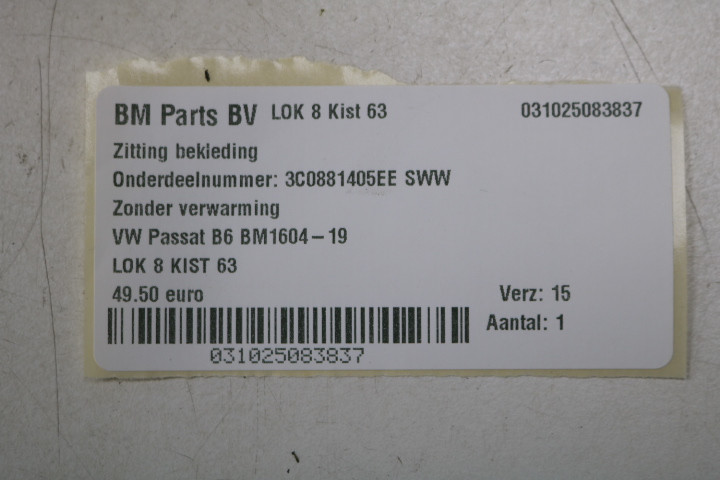 BM Parts BV LOK 8 Kist 63 031025083837
Zitting bekleding
Onderdeelnummer: 3C0881405EE SWW
Zonder verwarming
VW Passat B6 BM1604-19
LOK 8 KIST 63
49.50 euro Verz: 15
Aantal: 1
031025083837